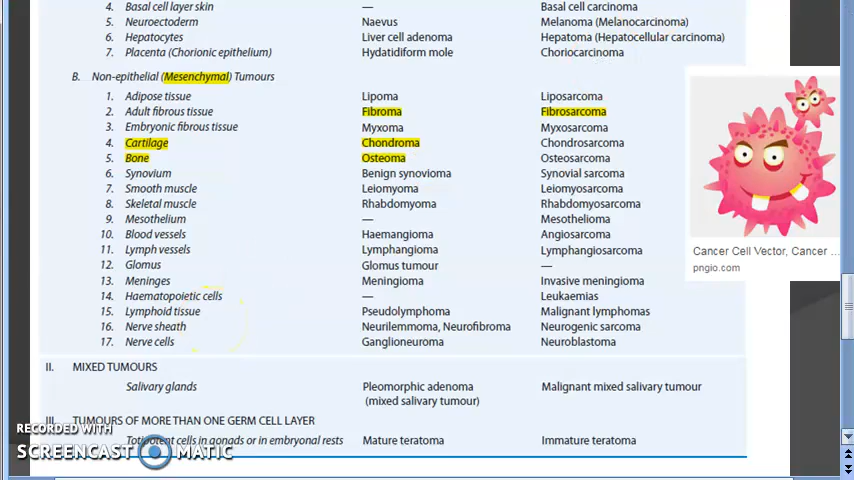 4. Basal cell layer skin — Basal cell carcinoma
5. Neuroectoderm Naevus Melanoma (Melanocarcinoma)
6. Hepatocytes Liver cell adenoma Hepatoma (Hepatocellular carcinoma)
7. Placenta (Chorionic epithelium) Hydatidiform mole Choriocarcinoma
B. Non-epithelial (Mesenchymal) Tumours
1. Adipose tissue Lipoma Liposarcoma
2. Adult fibrous tissue Fibroma Fibrosarcoma
3. Embryonic fibrous tissue Myxoma Myxosarcoma
4. Cartilage Chondroma Chondrosarcoma
5. Bone Osteoma Osteosarcoma
6. Synovium Benign synovioma Synovial sarcoma
7. Smooth muscle Leiomyoma Leiomyosarcoma
8. Skeletal muscle Rhabdomyoma Rhabdomyosarcoma
9. Mesothelium — Mesothelioma
10. Blood vessels Haemangioma Angiosarcoma
11. Lymph vessels Lymphangioma Lymphangiosarcoma
12. Glomus Glomus tumour —
13. Meninges Meningioma Invasive meningioma
14. Haematopoietic cells — Leukaemias
15. Lymphoid tissue Pseudolymphoma Malignant lymphomas
16. Nerve sheath Neurilemmoma, Neurofibroma Neurogenic sarcoma
17. Nerve cells Ganglioneuroma Neuroblastoma
Cancer Cell Vector, Cancer ...
pngio.com
II. MIXED TUMOURS
Salivary glands Pleomorphic adenoma Malignant mixed salivary tumour
(mixed salivary tumour)
III. TUMOURS OF MORE THAN ONE GERM CELL LAYER
Totipotent cells in gonads or in embryonal rests Mature teratoma Immature teratoma
RECORDED WITH
SCREENCAST MATIC